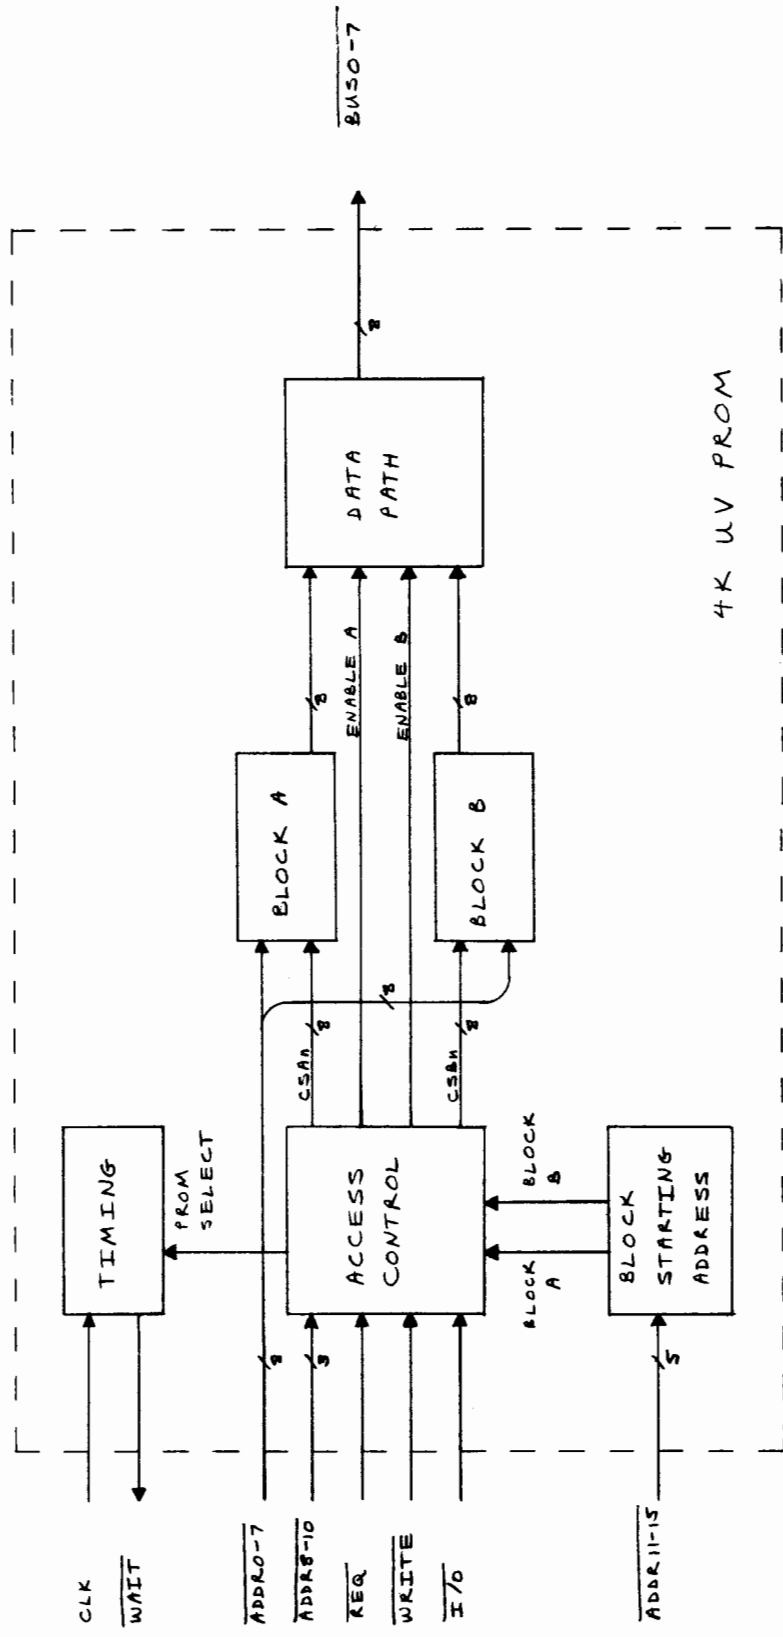 CLK
WAIT
ADDR0-7
ADDR8-10
REQ
WRITE
I/O
ADDR11-15
TIMING
PROM
SELECT
8
3
5
ACCESS
CONTROL
BLOCK
A
BLOCK
B
BLOCK
STARTING
ADDRESS
CSAn
8
8
CSBn
8
BLOCK A
BLOCK B
8
ENABLE A
ENABLE B
8
DATA
PATH
8
BUS0-7
4K UV PROM